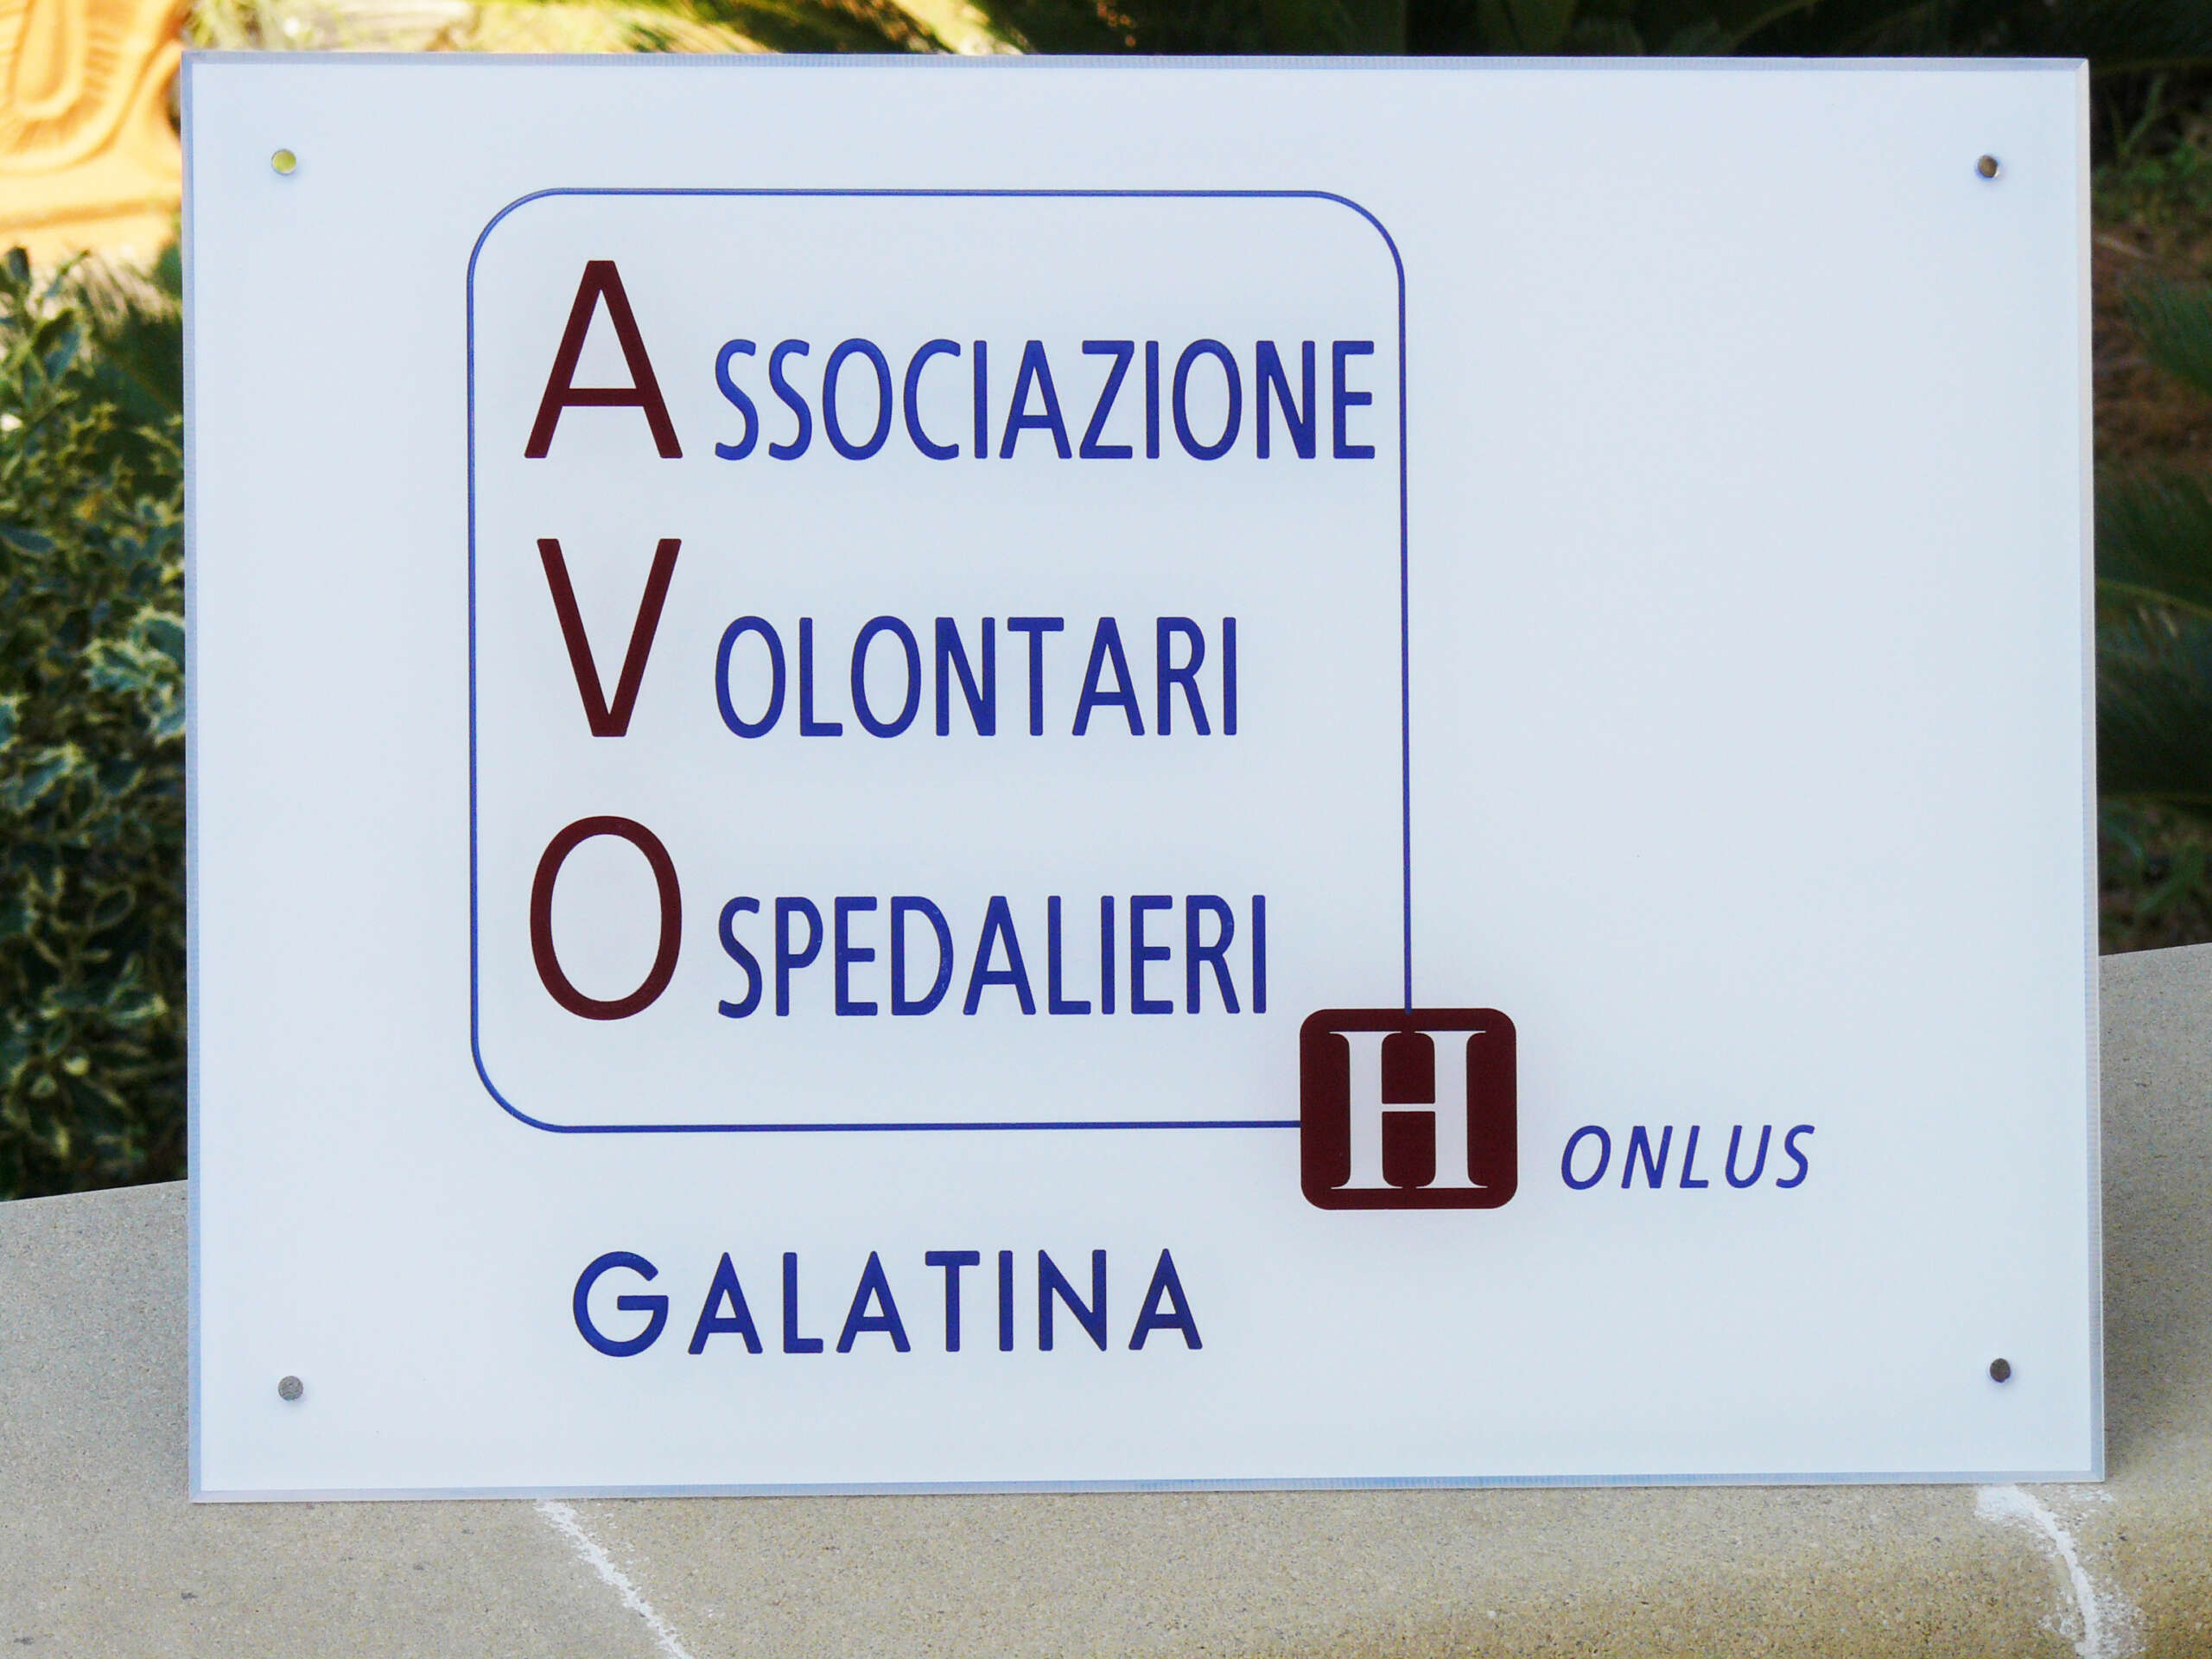 ASSOCIAZIONE
VOLONTARI
OSPEDALIERI
H ONLUS
GALATINA